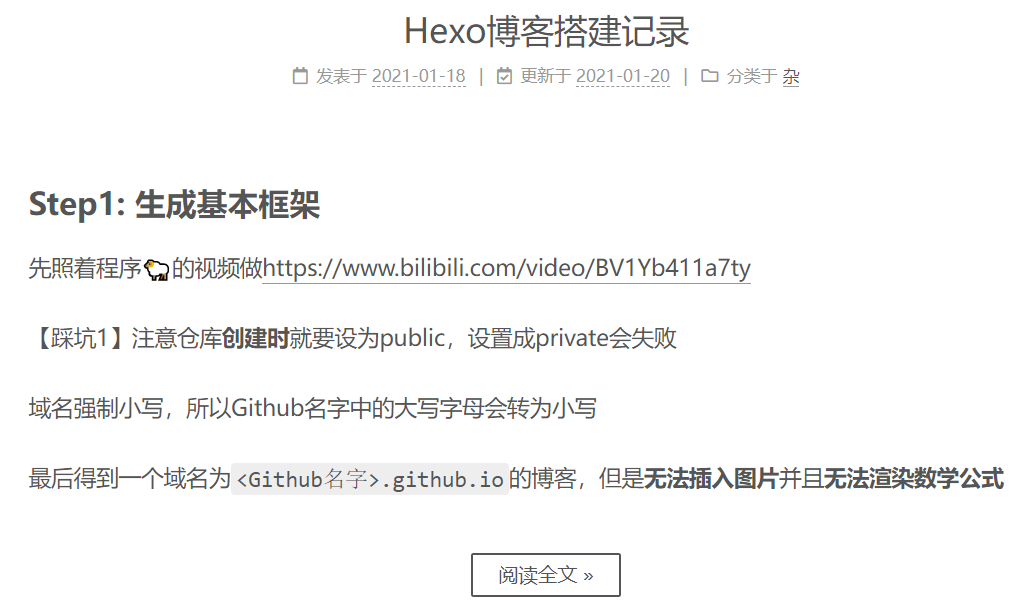 Hexo博客搭建记录
发表于 2021-01-18 | 更新于 2021-01-20 | 分类于 杂
Step1: 生成基本框架
先照着程序🐑的视频做https://www.bilibili.com/video/BV1Yb411a7ty
【踩坑1】注意仓库创建时就要设为public，设置成private会失败
域名强制小写，所以Github名字中的大写字母会转为小写
最后得到一个域名为<Github名字>.github.io的博客，但是无法插入图片并且无法渲染数学公式
阅读全文 »